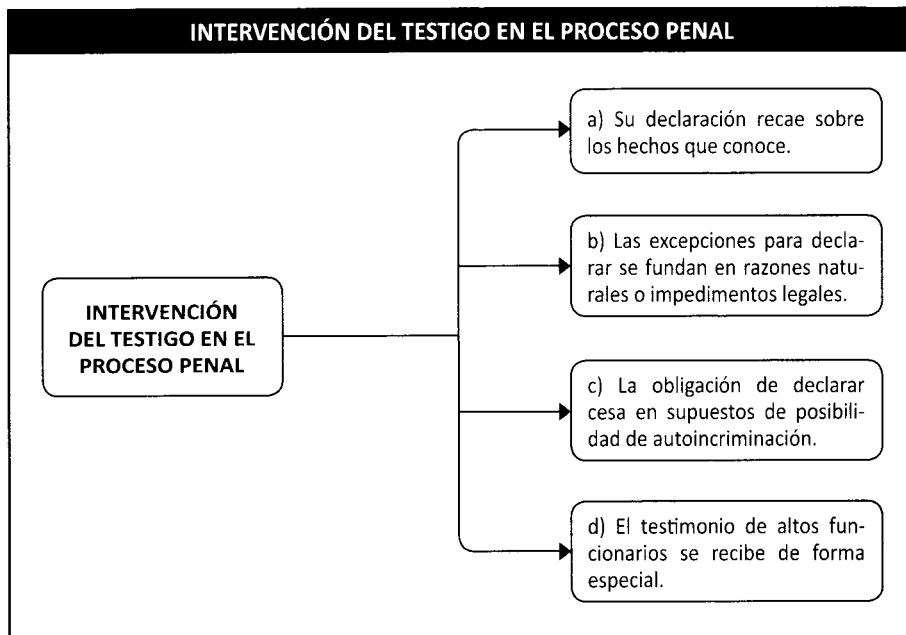 INTERVENCIÓN DEL TESTIGO EN EL PROCESO PENAL
INTERVENCIÓN
DEL TESTIGO EN EL
PROCESO PENAL
a) Su declaración recae sobre
los hechos que conoce.
b) Las excepciones para decla-
rar se fundan en razones natu-
rales o impedimentos legales.
c) La obligación de declarar
cesa en supuestos de posibili-
dad de autoincriminación.
d) El testimonio de altos fun-
cionarios se recibe de forma
especial.